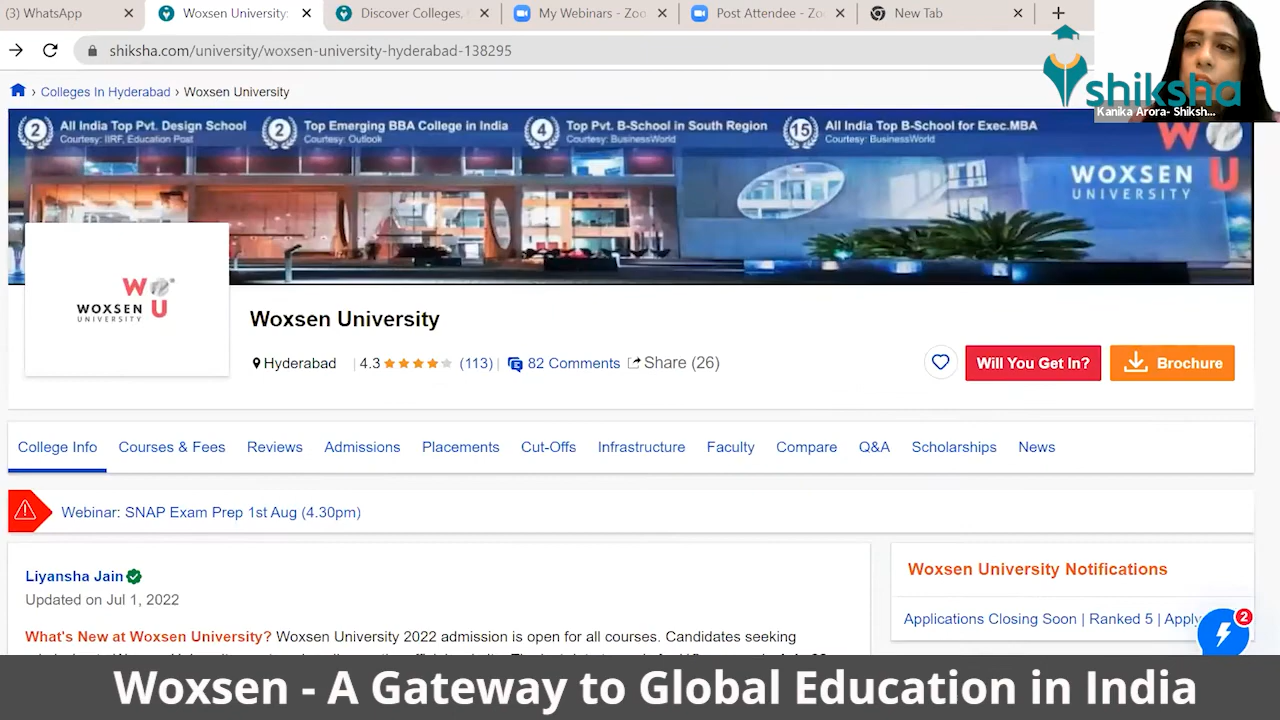 (3) WhatsApp
Woxsen University:
Discover Colleges,
My Webinars - Zoo
Post Attendee - Zo
New Tab
shiksha.com/university/woxsen-university-hyderabad-138295
shiksha
Kanika Arora- Shiksh...
Colleges In Hyderabad › Woxsen University
2 All India Top Pvt. Design School
Courtesy: IIRF, Education Post
2 Top Emerging BBA College in India
Courtesy: Outlook
4 Top Pvt. B-School in South Region
Courtesy: BusinessWorld
15 All India Top B-School for Exec.MBA
Courtesy: BusinessWorld
W
U
WOXSEN
UNIVERSITY
W
WOXSEN U
UNIVERSITY
Woxsen University
Hyderabad | 4.3 (113) | 82 Comments Share (26)
Will You Get In?
Brochure
College Info Courses & Fees Reviews Admissions Placements Cut-Offs Infrastructure Faculty Compare Q&A Scholarships News
Webinar: SNAP Exam Prep 1st Aug (4.30pm)
Liyansha Jain
Updated on Jul 1, 2022
What's New at Woxsen University? Woxsen University 2022 admission is open for all courses. Candidates seeking
Woxsen University Notifications
Applications Closing Soon | Ranked 5 | Apply
2
Woxsen - A Gateway to Global Education in India